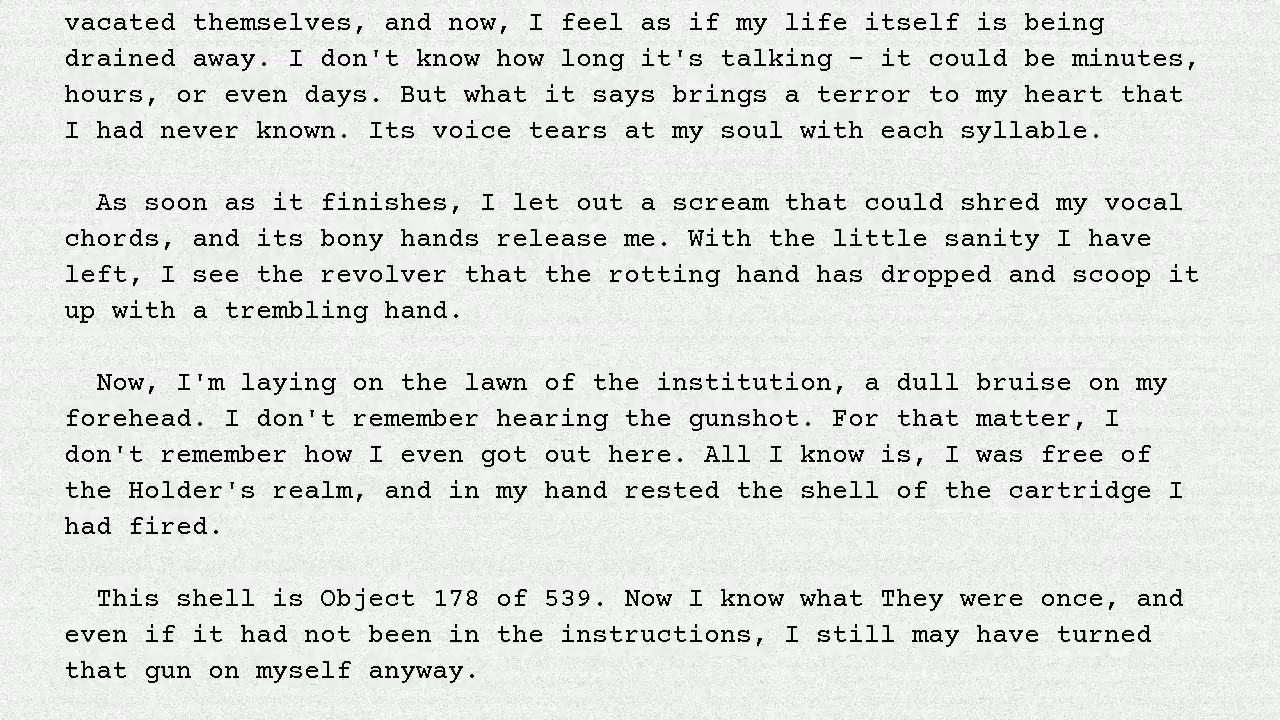 vacated themselves, and now, I feel as if my life itself is being
drained away. I don't know how long it's talking – it could be minutes,
hours, or even days. But what it says brings a terror to my heart that
I had never known. Its voice tears at my soul with each syllable.
As soon as it finishes, I let out a scream that could shred my vocal
chords, and its bony hands release me. With the little sanity I have
left, I see the revolver that the rotting hand has dropped and scoop it
up with a trembling hand.
Now, I'm laying on the lawn of the institution, a dull bruise on my
forehead. I don't remember hearing the gunshot. For that matter, I
don't remember how I even got out here. All I know is, I was free of
the Holder's realm, and in my hand rested the shell of the cartridge I
had fired.
This shell is Object 178 of 539. Now I know what They were once, and
even if it had not been in the instructions, I still may have turned
that gun on myself anyway.